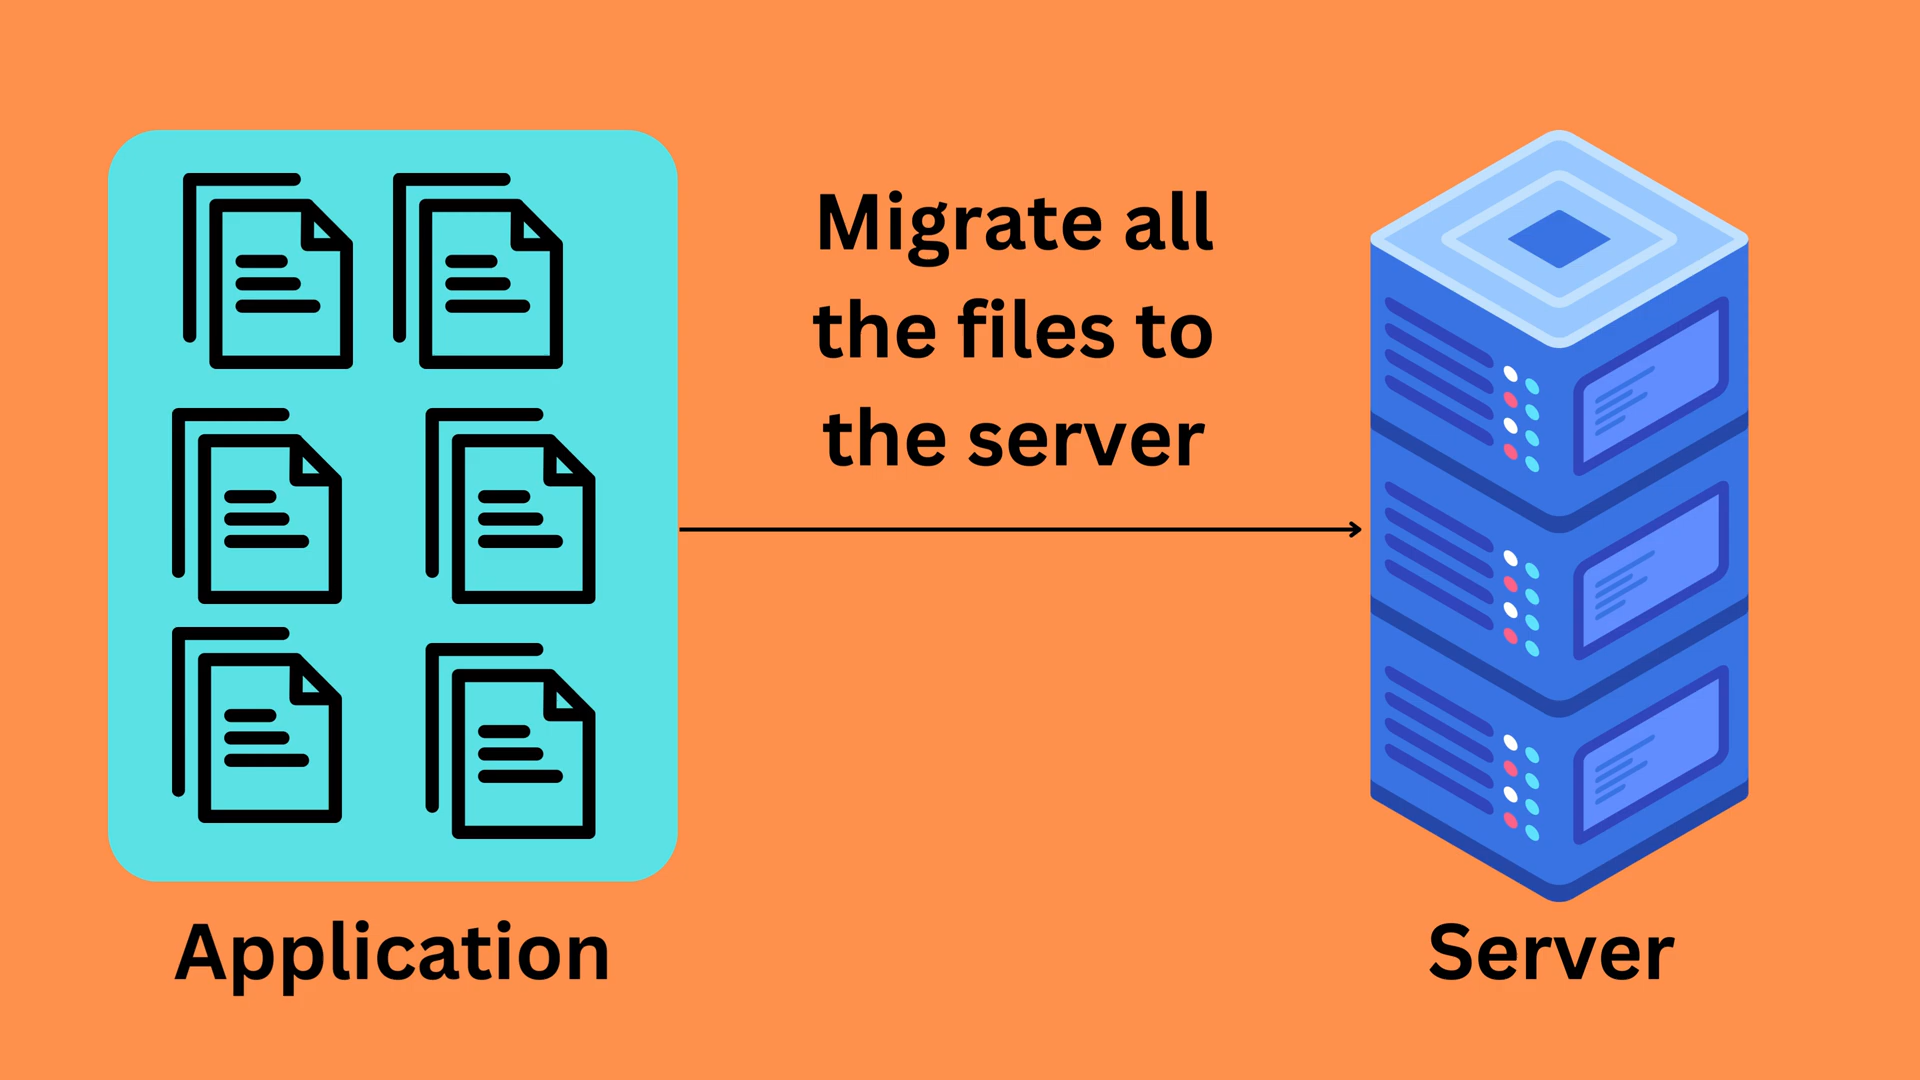 Migrate all
the files to
the server
Application
Server